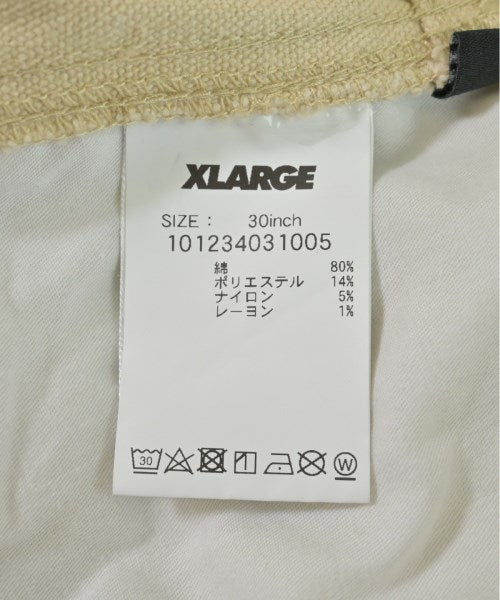 XLARGE
SIZE : 30inch
101234031005
綿 80%
ポリエステル 14%
ナイロン 5%
レーヨン 1%
30 W